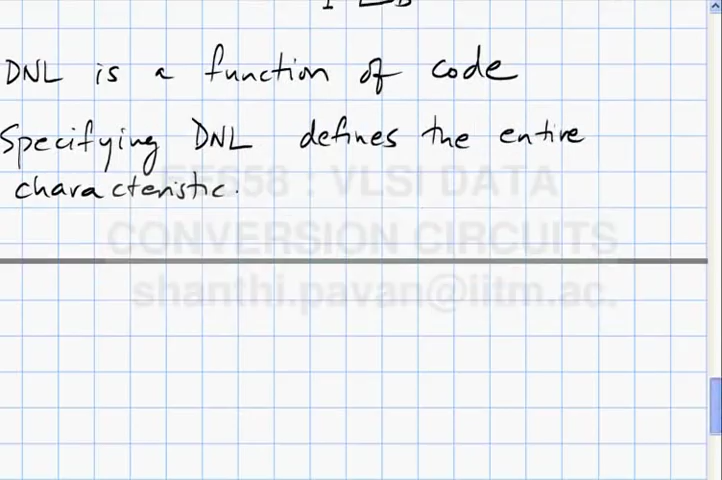 DNL is a function of code
Specifying DNL defines the entire
characteristic.
EE658 : VLSI DATA
CONVERSION CIRCUITS
shanthi.pavan@iitm.ac.